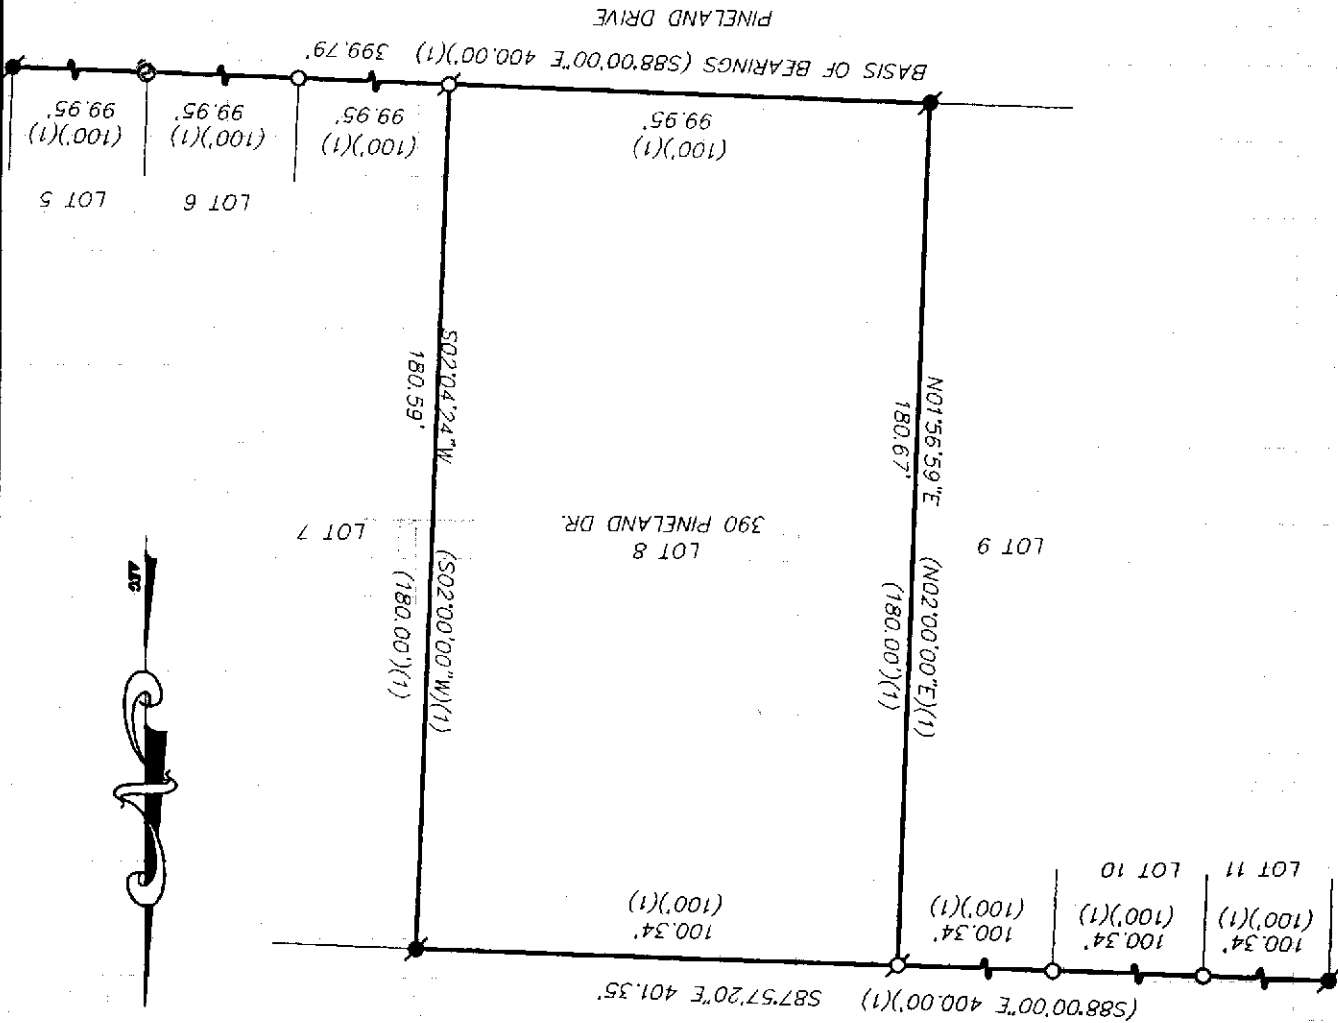 (S88°00'00"E 400.00')(1) S87°57'20"E 401.35'
100.34'
(100')(1)
LOT 11
100.34'
(100')(1)
LOT 10
100.34'
(100')(1)
100.34'
(100')(1)
LOT 9
N01°56'59"E (N02°00'00"E)(1)
180.67' (180.00')(1)
LOT 8
390 PINELAND DR.
LOT 7
S02°04'24"W (S02°00'00"W)(1)
180.59' (180.00')(1)
LOT 6
LOT 5
(100')(1)
99.95'
(100')(1)
99.95'
(100')(1)
99.95'
(100')(1)
99.95'
BASIS OF BEARINGS (S88°00'00"E 400.00')(1) 399.79'
PINELAND DRIVE